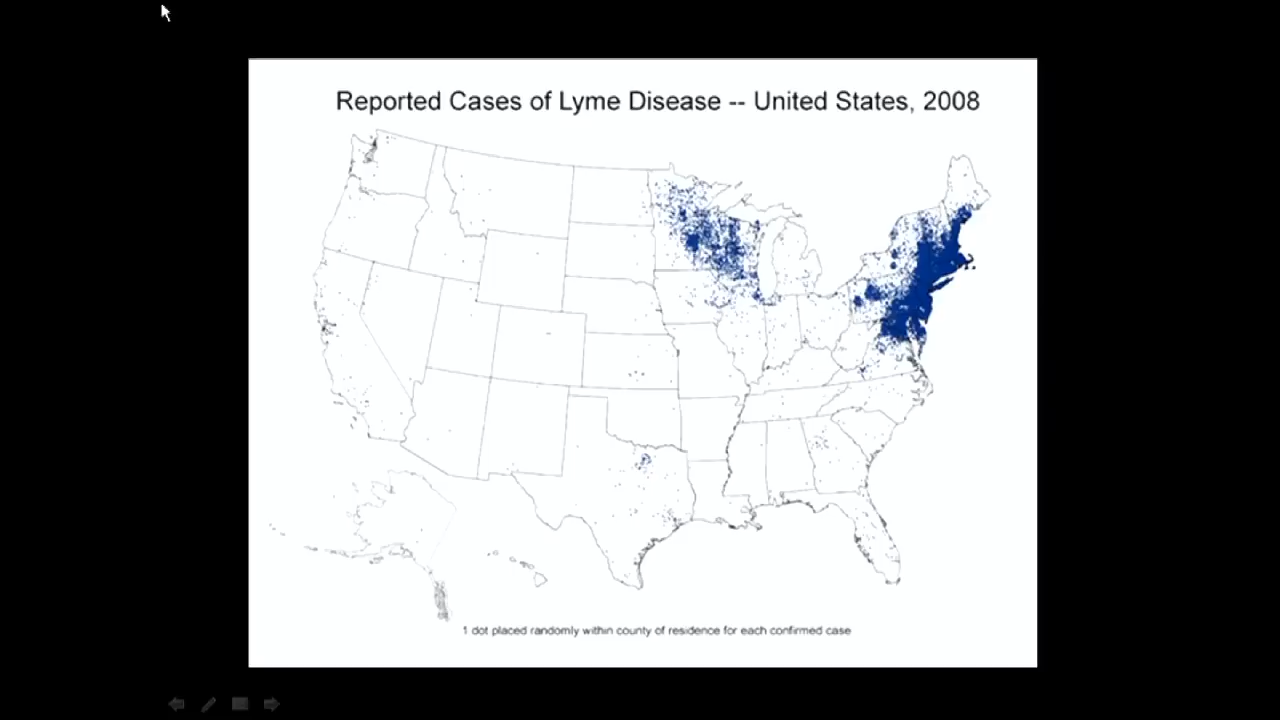 Reported Cases of Lyme Disease -- United States, 2008
1 dot placed randomly within county of residence for each confirmed case